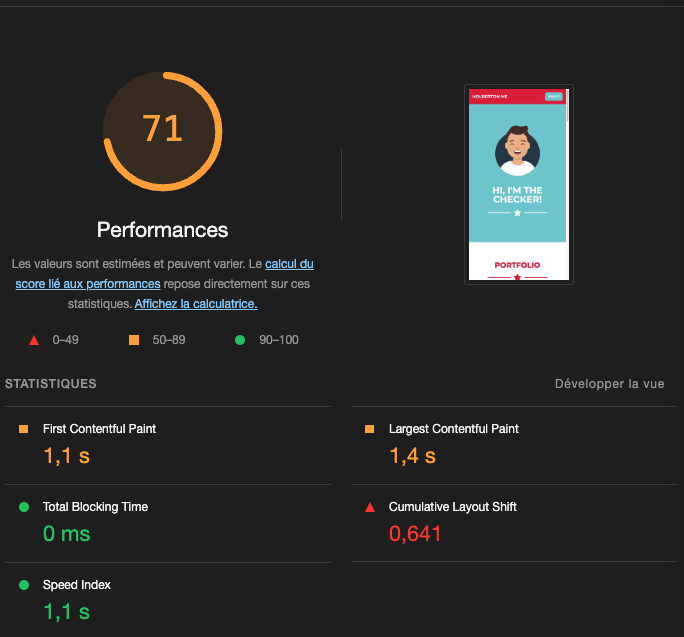 71
Performances
Les valeurs sont estimées et peuvent varier. Le calcul du
score lié aux performances repose directement sur ces
statistiques. Affichez la calculatrice.
0–49
50–89
90–100
HOLBERTON ME
HI, I'M THE
CHECKER!
PORTFOLIO
STATISTIQUES
Développer la vue
First Contentful Paint
1,1 s
Largest Contentful Paint
1,4 s
Total Blocking Time
0 ms
Cumulative Layout Shift
0,641
Speed Index
1,1 s